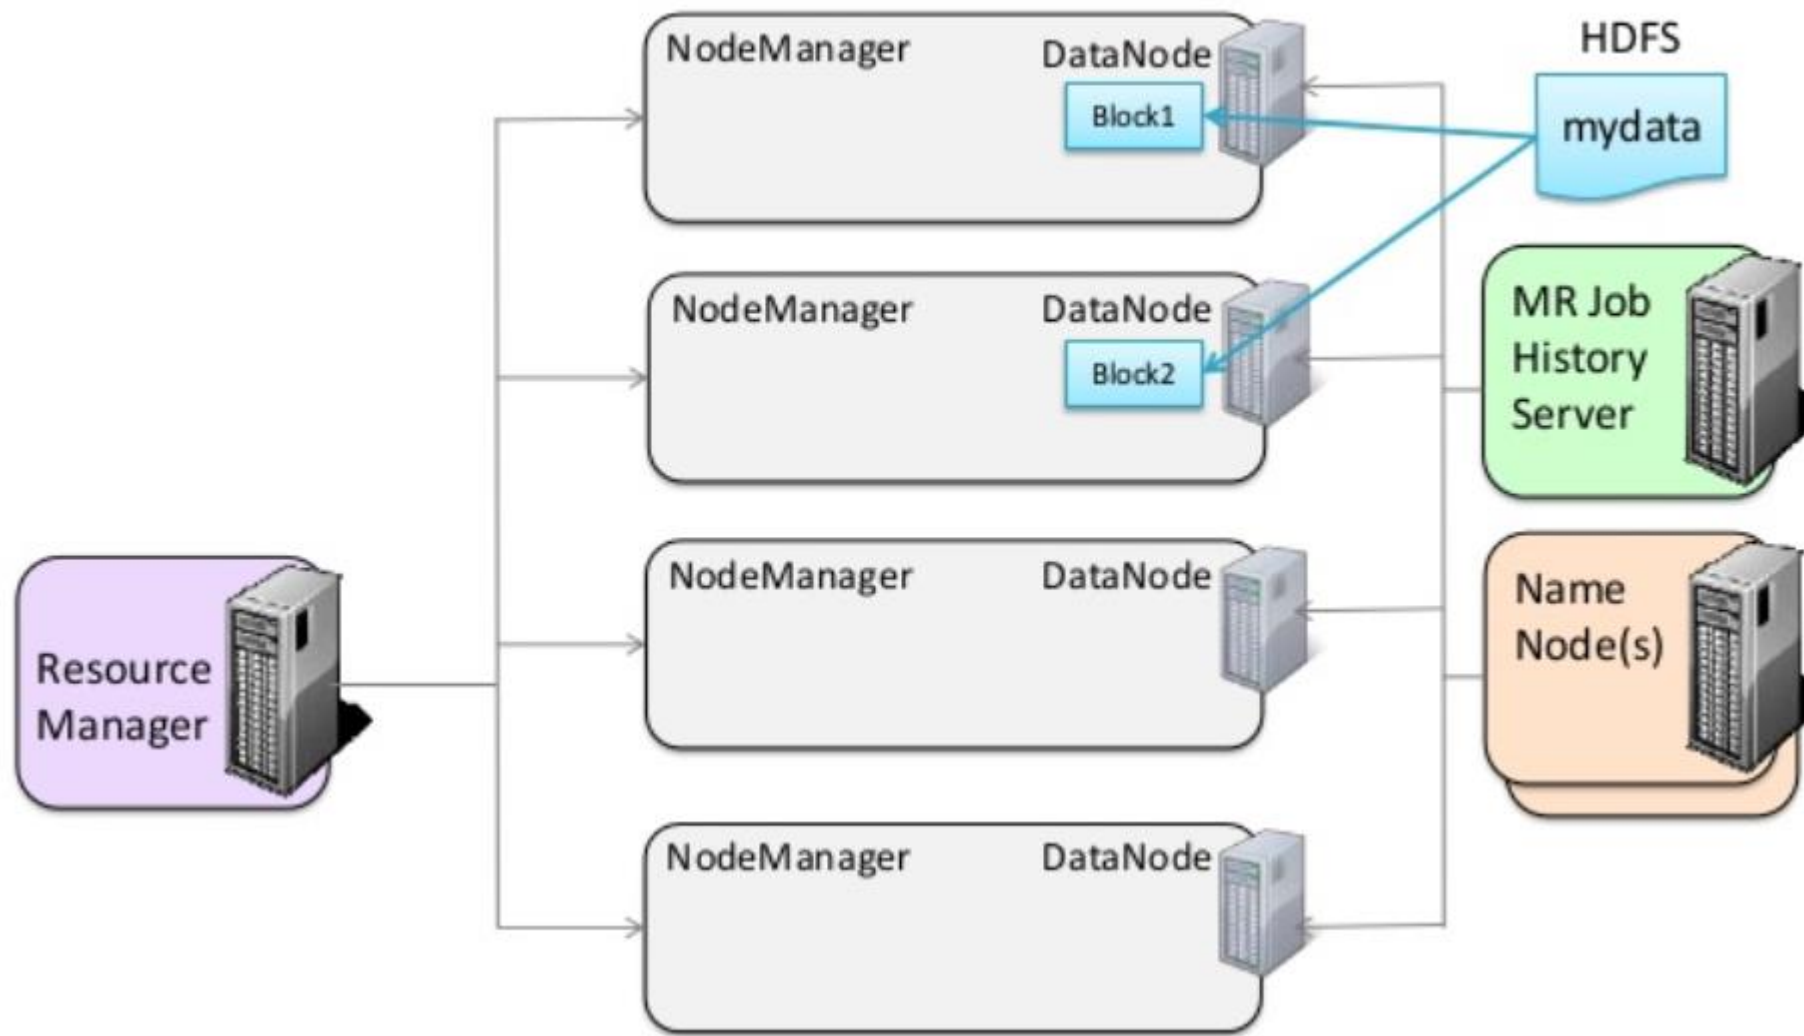 NodeManager
DataNode
Block1
HDFS
mydata
NodeManager
DataNode
Block2
MR Job
History
Server
Resource
Manager
NodeManager
DataNode
Name
Node(s)
NodeManager
DataNode